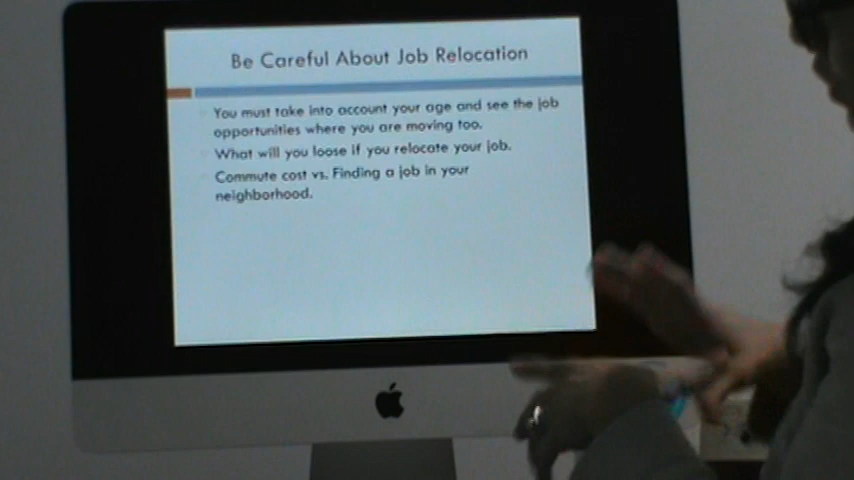 Be Careful About Job Relocation
You must take into account your age and see the job
opportunities where you are moving too.
What will you loose if you relocate your job.
Commute cost vs. Finding a job in your
neighborhood.